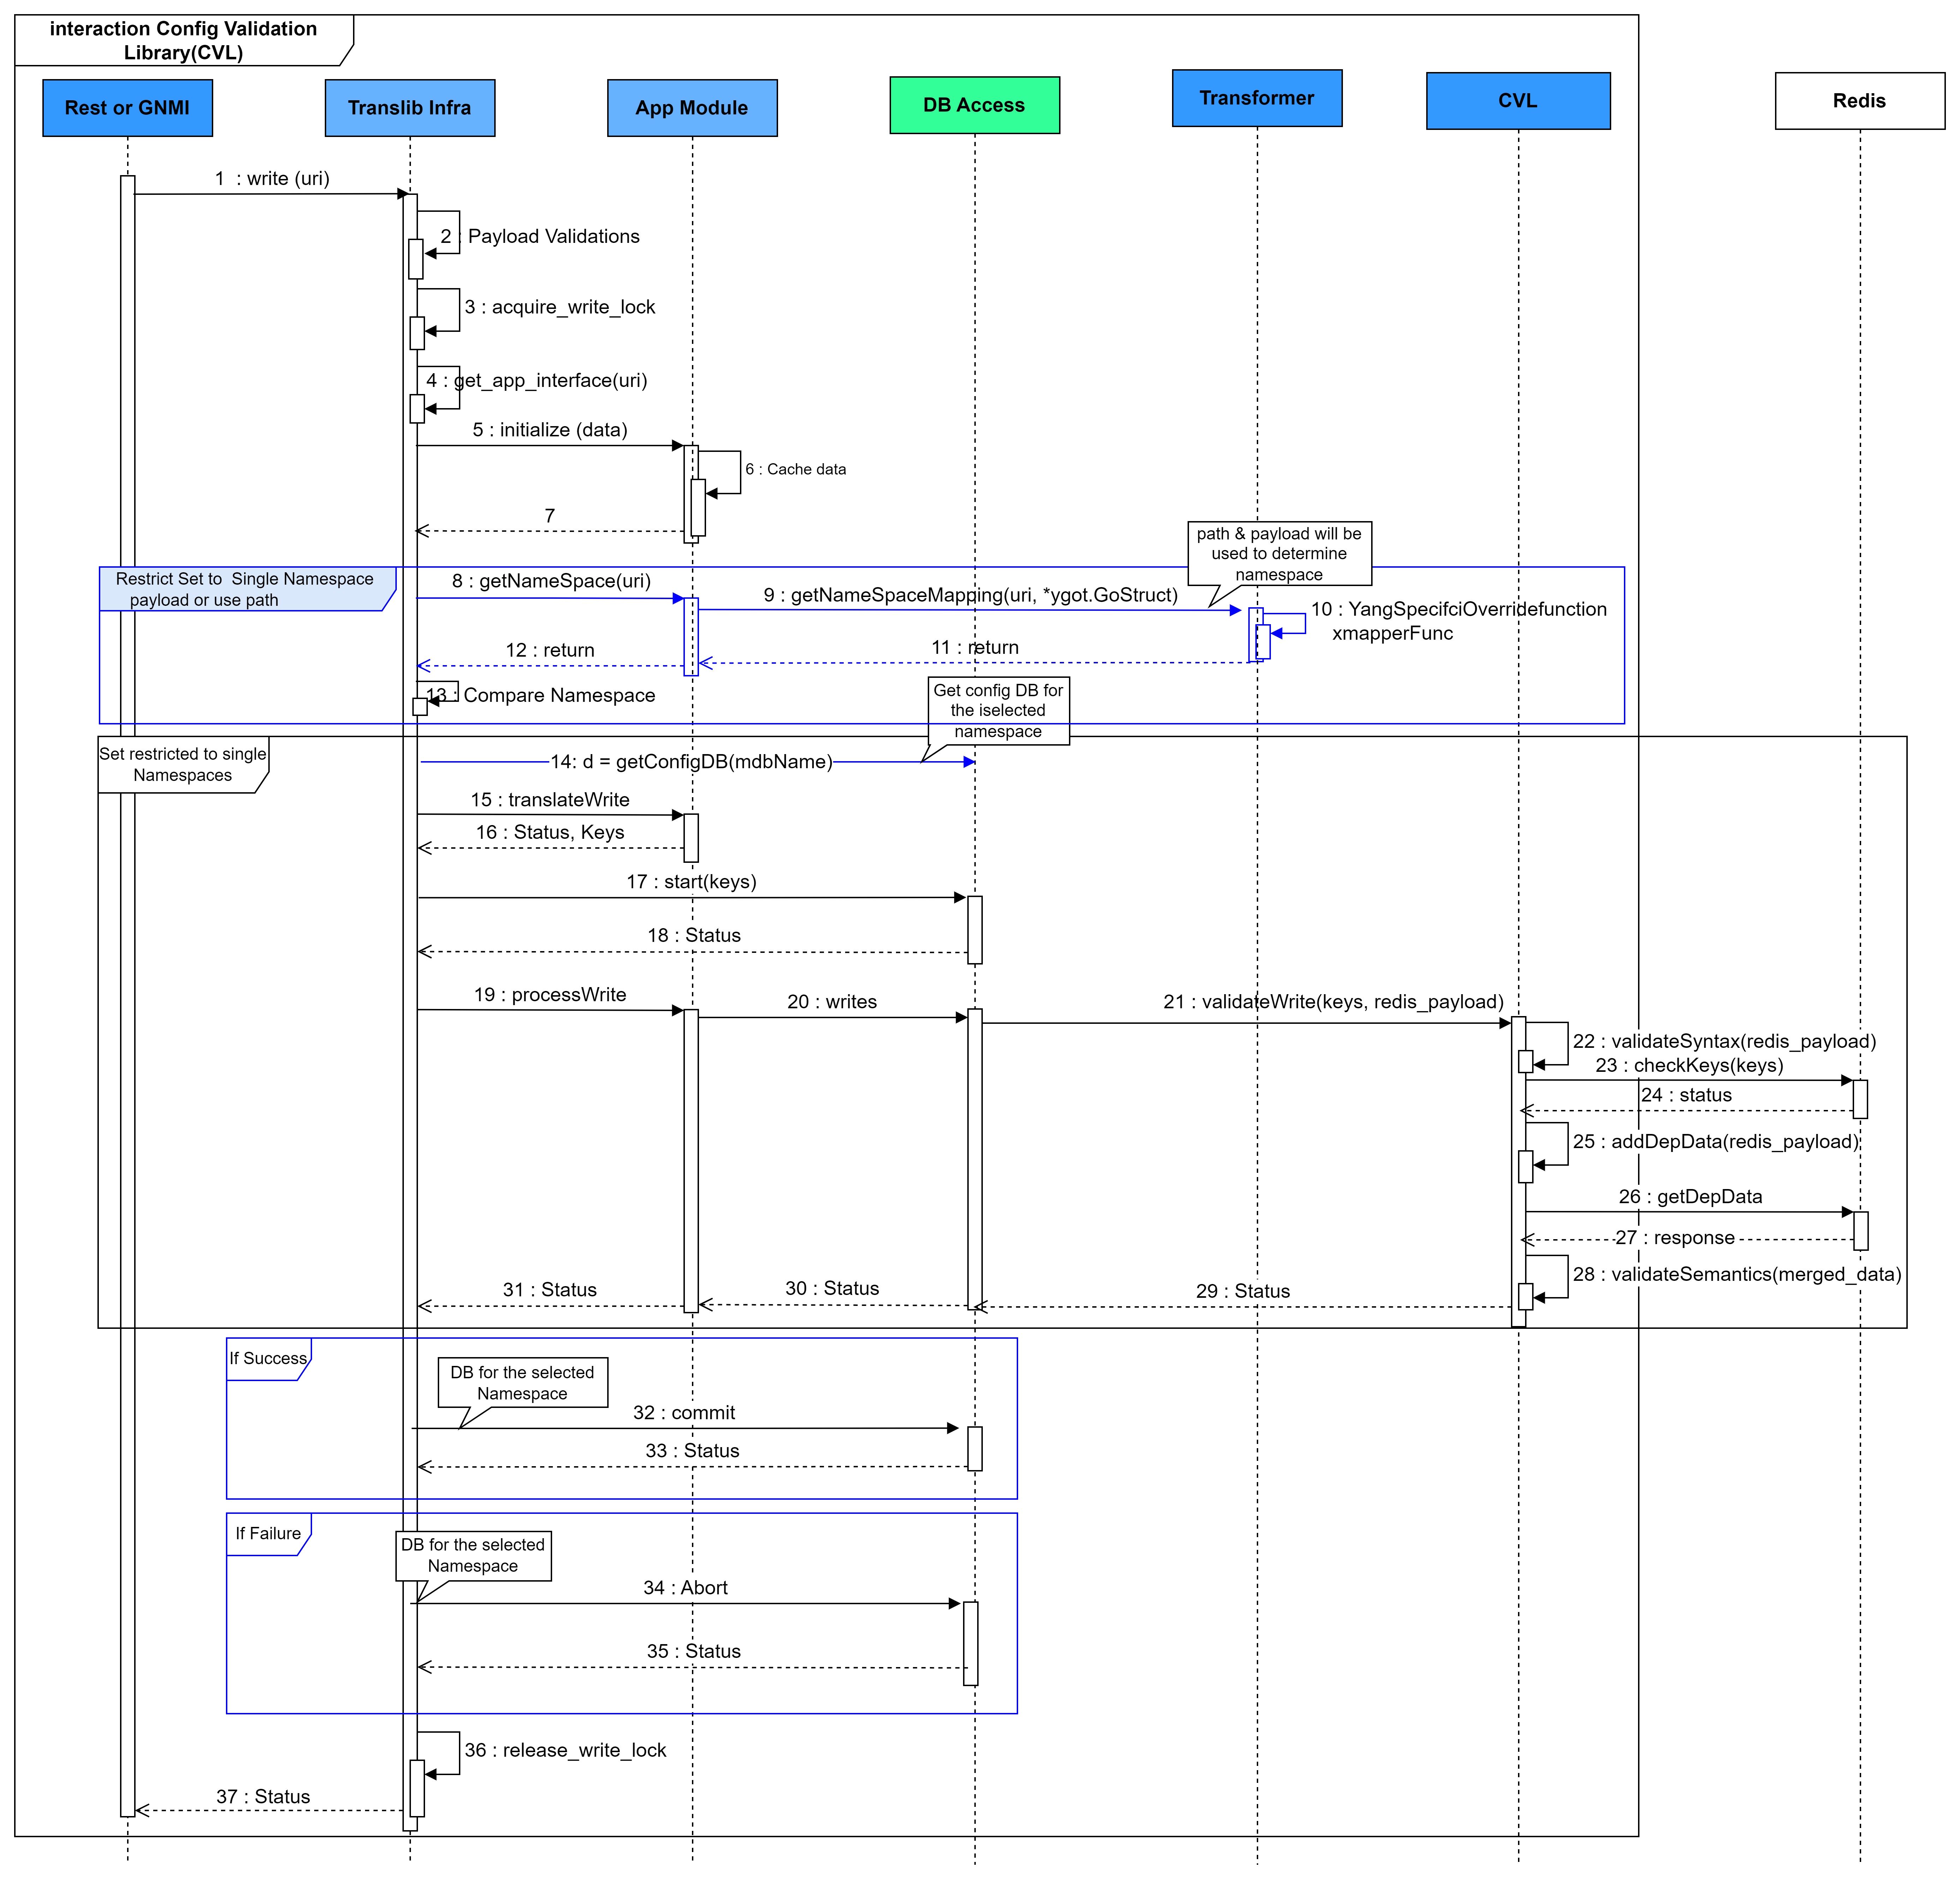 interaction Config Validation
Library(CVL)
Rest or GNMI
Translib Infra
App Module
DB Access
Transformer
CVL
Redis
1 : write (uri)
2 : Payload Validations
3 : acquire_write_lock
4 : get_app_interface(uri)
5 : initialize (data)
6 : Cache data
7
path & payload will be
used to determine
namespace
Restrict Set to Single Namespace
payload or use path
8 : getNameSpace(uri)
9 : getNameSpaceMapping(uri, *ygot.GoStruct)
10 : YangSpecifciOverridefunction
xmapperFunc
11 : return
12 : return
13 : Compare Namespace
Get config DB for
the iselected
namespace
Set restricted to single
Namespaces
14: d = getConfigDB(mdbName)
15 : translateWrite
16 : Status, Keys
17 : start(keys)
18 : Status
19 : processWrite
20 : writes
21 : validateWrite(keys, redis_payload)
22 : validateSyntax(redis_payload)
23 : checkKeys(keys)
24 : status
25 : addDepData(redis_payload)
26 : getDepData
27 : response
28 : validateSemantics(merged_data)
29 : Status
30 : Status
31 : Status
If Success
DB for the selected
Namespace
32 : commit
33 : Status
If Failure
DB for the selected
Namespace
34 : Abort
35 : Status
36 : release_write_lock
37 : Status